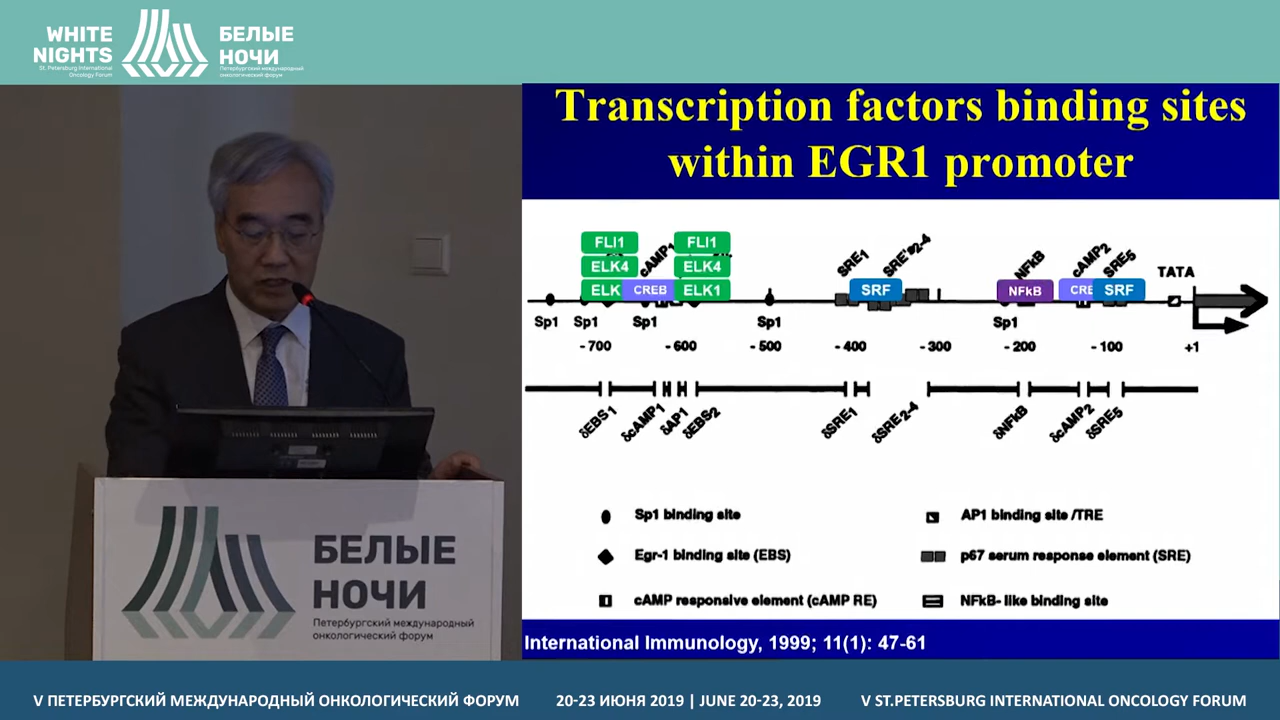 WHITE
NIGHTS
St. Petersburg International
Oncology Forum
БЕЛЫЕ
НОЧИ
Петербургский международный
онкологический форум
Transcription factors binding sites
within EGR1 promoter
FLI1
FLI1
ELK4
cAMP1
ELK4
ELK
CREB
ELK1
SRE1
SRE's2-4
SRF
NFkB
NFkB
cAMP2
SRE5
CRE
SRF
TATA
Sp1
Sp1
Sp1
Sp1
Sp1
- 700
- 600
- 500
- 400
- 300
- 200
- 100
+1
δEBS1
δcAMP1
δAP1
δEBS2
δSRE1
δSRE2-4
δNFkB
δcAMP2
δSRE5
Sp1 binding site
AP1 binding site /TRE
Egr-1 binding site (EBS)
p67 serum response element (SRE)
cAMP responsive element (cAMP RE)
NFkB- like binding site
International Immunology, 1999; 11(1): 47-61
БЕЛЫЕ
НОЧИ
Петербургский международный
онкологический форум
V ПЕТЕРБУРГСКИЙ МЕЖДУНАРОДНЫЙ ОНКОЛОГИЧЕСКИЙ ФОРУМ
20-23 ИЮНЯ 2019 | JUNE 20-23, 2019
V ST.PETERSBURG INTERNATIONAL ONCOLOGY FORUM